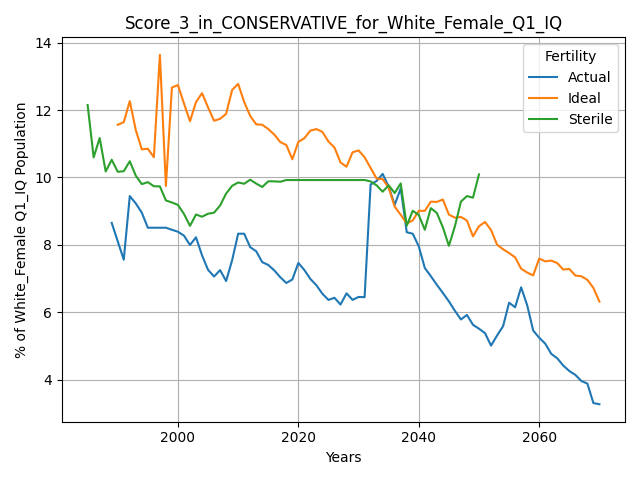 Score_3_in_CONSERVATIVE_for_White_Female_Q1_IQ
14
12
10
8
6
4
% of White_Female Q1_IQ Population
Fertility
Actual
Ideal
Sterile
2000
2020
2040
2060
Years